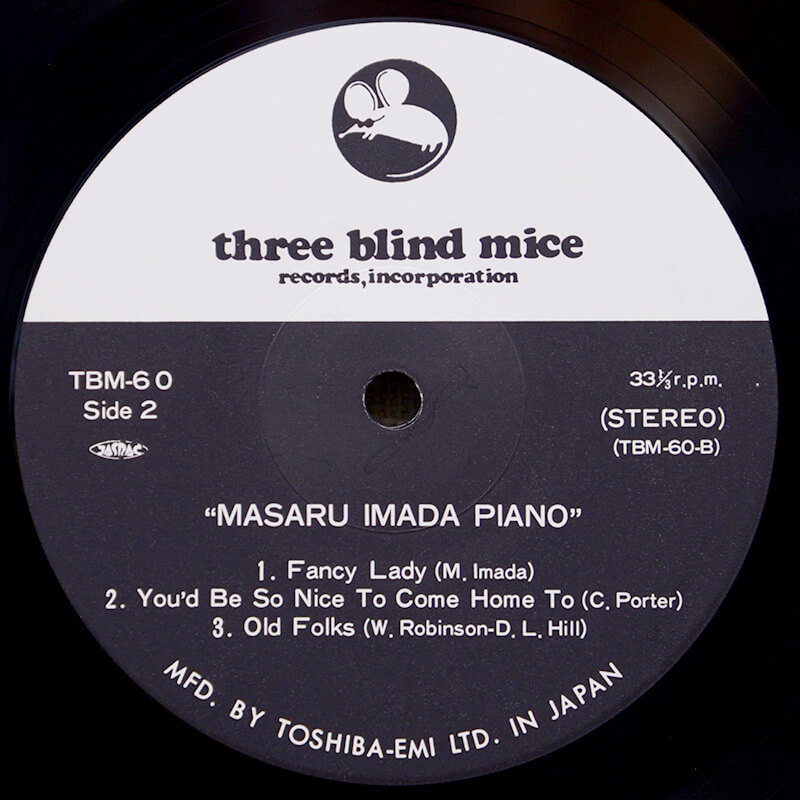 three blind mice
records, incorporation
TBM-60
Side 2
JASRAC
33⅓ r.p.m.
(STEREO)
(TBM-60-B)
“MASARU IMADA PIANO”
1. Fancy Lady (M. Imada)
2. You'd Be So Nice To Come Home To (C. Porter)
3. Old Folks (W. Robinson-D. L. Hill)
MFD. BY TOSHIBA-EMI LTD. IN JAPAN